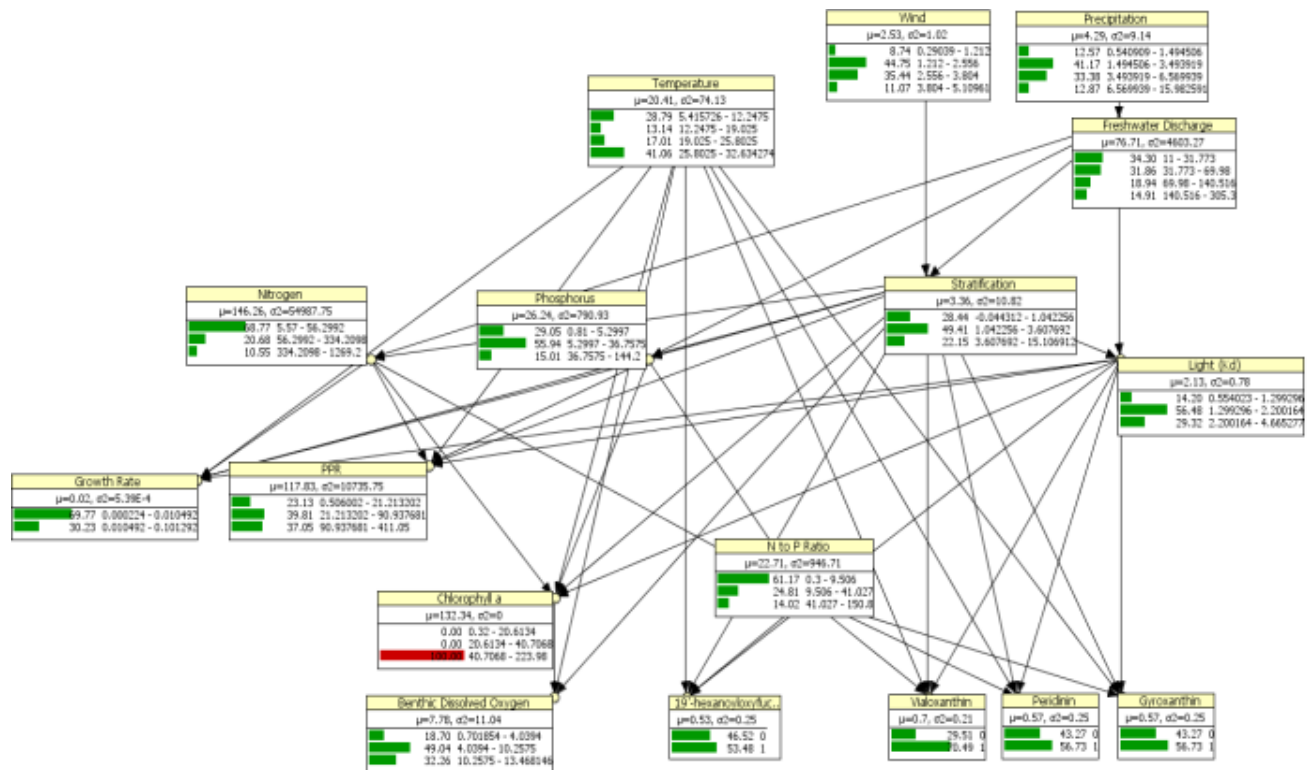 Wind
μ=2.53, σ2=1.02
8.74 0.29039 - 1.212
44.75 1.212 - 2.556
35.44 2.556 - 3.804
11.07 3.804 - 5.10961
Precipitation
μ=4.29, σ2=9.14
12.57 0.540909 - 1.494506
41.17 1.494506 - 3.493919
33.38 3.493919 - 6.569939
12.87 6.569939 - 15.982591
Temperature
μ=20.41, σ2=74.13
28.79 5.415726 - 12.2475
13.14 12.2475 - 19.025
17.01 19.025 - 25.8025
41.06 25.8025 - 32.634274
Freshwater Discharge
μ=76.71, σ2=4603.27
34.30 11 - 31.773
31.86 31.773 - 69.98
18.94 69.98 - 140.516
14.91 140.516 - 305.3
Nitrogen
μ=146.26, σ2=54987.75
68.77 5.57 - 56.2992
20.68 56.2992 - 334.2098
10.55 334.2098 - 1269.2
Phosphorus
μ=26.24, σ2=790.93
29.05 0.81 - 5.2997
55.94 5.2997 - 36.7575
15.01 36.7575 - 144.2
Stratification
μ=3.36, σ2=10.82
28.44 -0.044312 - 1.042256
49.41 1.042256 - 3.607692
22.15 3.607692 - 15.106912
Light (Kd)
μ=2.13, σ2=0.78
14.20 0.554023 - 1.299296
56.48 1.299296 - 2.200164
29.32 2.200164 - 4.665277
Growth Rate
μ=0.02, σ2=5.39E-4
69.77 0.000224 - 0.010492
30.23 0.010492 - 0.101292
PPR
μ=117.83, σ2=10735.75
23.13 0.506002 - 21.213202
39.81 21.213202 - 90.937681
37.05 90.937681 - 411.05
N to P Ratio
μ=22.71, σ2=946.71
61.17 0.3 - 9.506
24.81 9.506 - 41.027
14.02 41.027 - 150.8
Chlorophyll a
μ=132.34, σ2=0
0.00 0.32 - 20.6134
0.00 20.6134 - 40.7068
100.00 40.7068 - 223.98
Benthic Dissolved Oxygen
μ=7.78, σ2=11.04
18.70 0.701854 - 4.0394
49.04 4.0394 - 10.2575
32.26 10.2575 - 13.468146
19'-hexanoyloxyfuc..
μ=0.53, σ2=0.25
46.52 0
53.48 1
Vialoxanthin
μ=0.7, σ2=0.21
29.51 0
70.49 1
Peridinin
μ=0.57, σ2=0.25
43.27 0
56.73 1
Gyroxanthin
μ=0.57, σ2=0.25
43.27 0
56.73 1